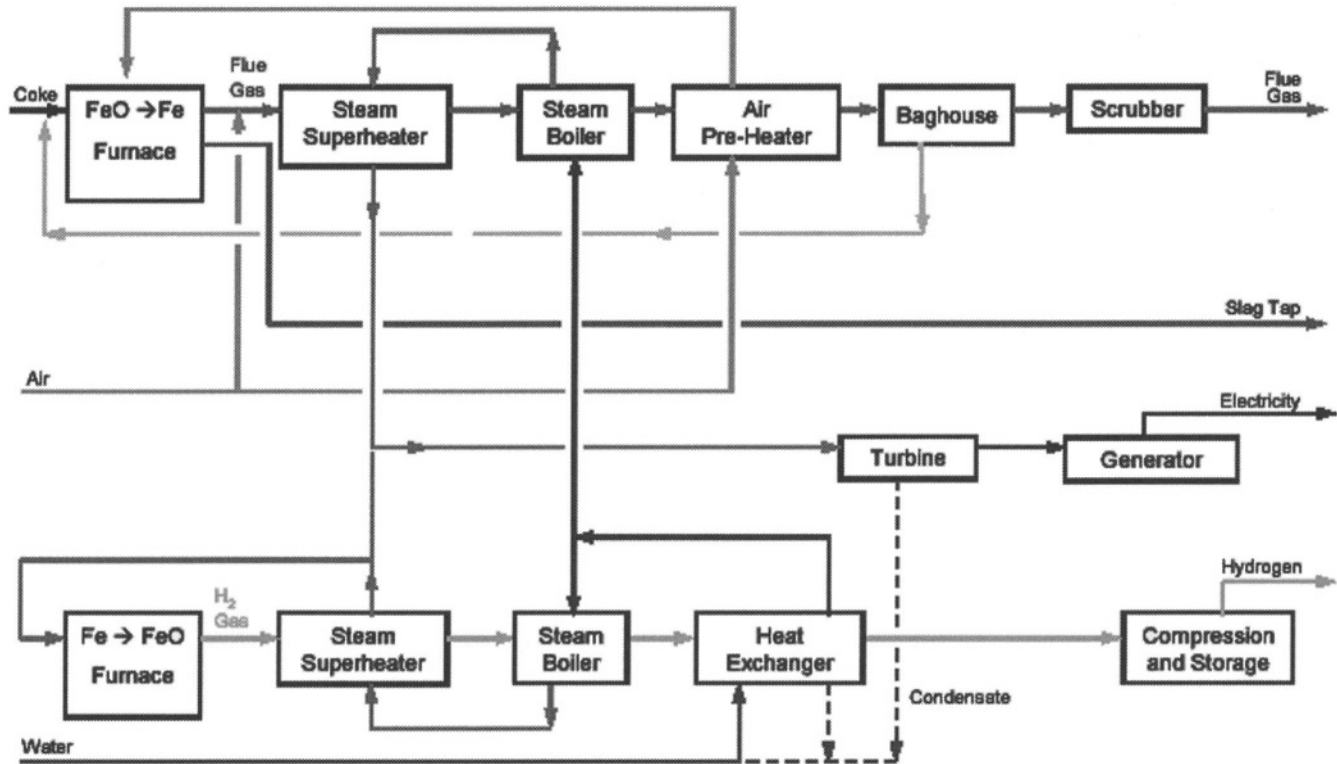 Coke
FeO → Fe
Furnace
Flue
Gas
Steam
Superheater
Steam
Boiler
Air
Pre-Heater
Baghouse
Scrubber
Flue
Gas
Slag Tap
Air
Electricity
Turbine
Generator
Hydrogen
Fe → FeO
Furnace
H₂
Gas
Steam
Superheater
Steam
Boiler
Heat
Exchanger
Compression
and Storage
Condensate
Water